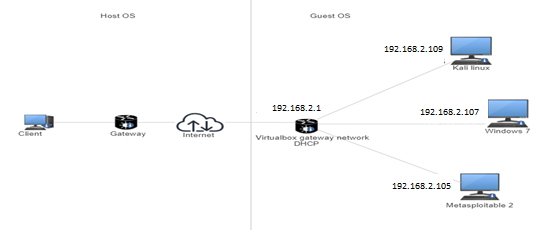 Host OS
Guest OS
192.168.2.109
Kali linux
192.168.2.1
192.168.2.107
Client
Gateway
Internet
Virtualbox gateway network
DHCP
Windows 7
192.168.2.105
Metasploitable 2